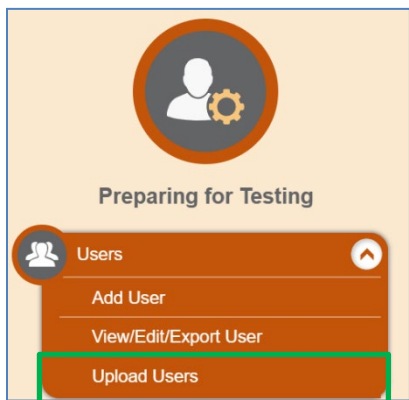 Preparing for Testing
Users
Add User
View/Edit/Export User
Upload Users